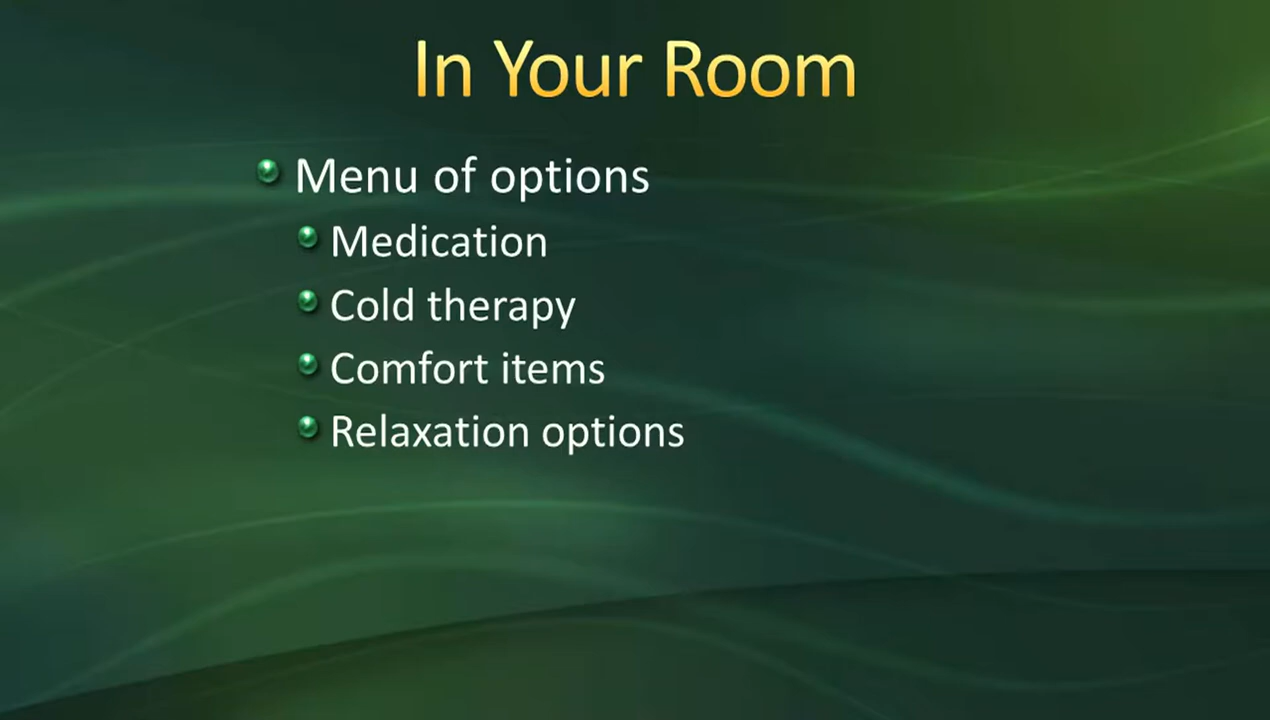 In Your Room
Menu of options
Medication
Cold therapy
Comfort items
Relaxation options